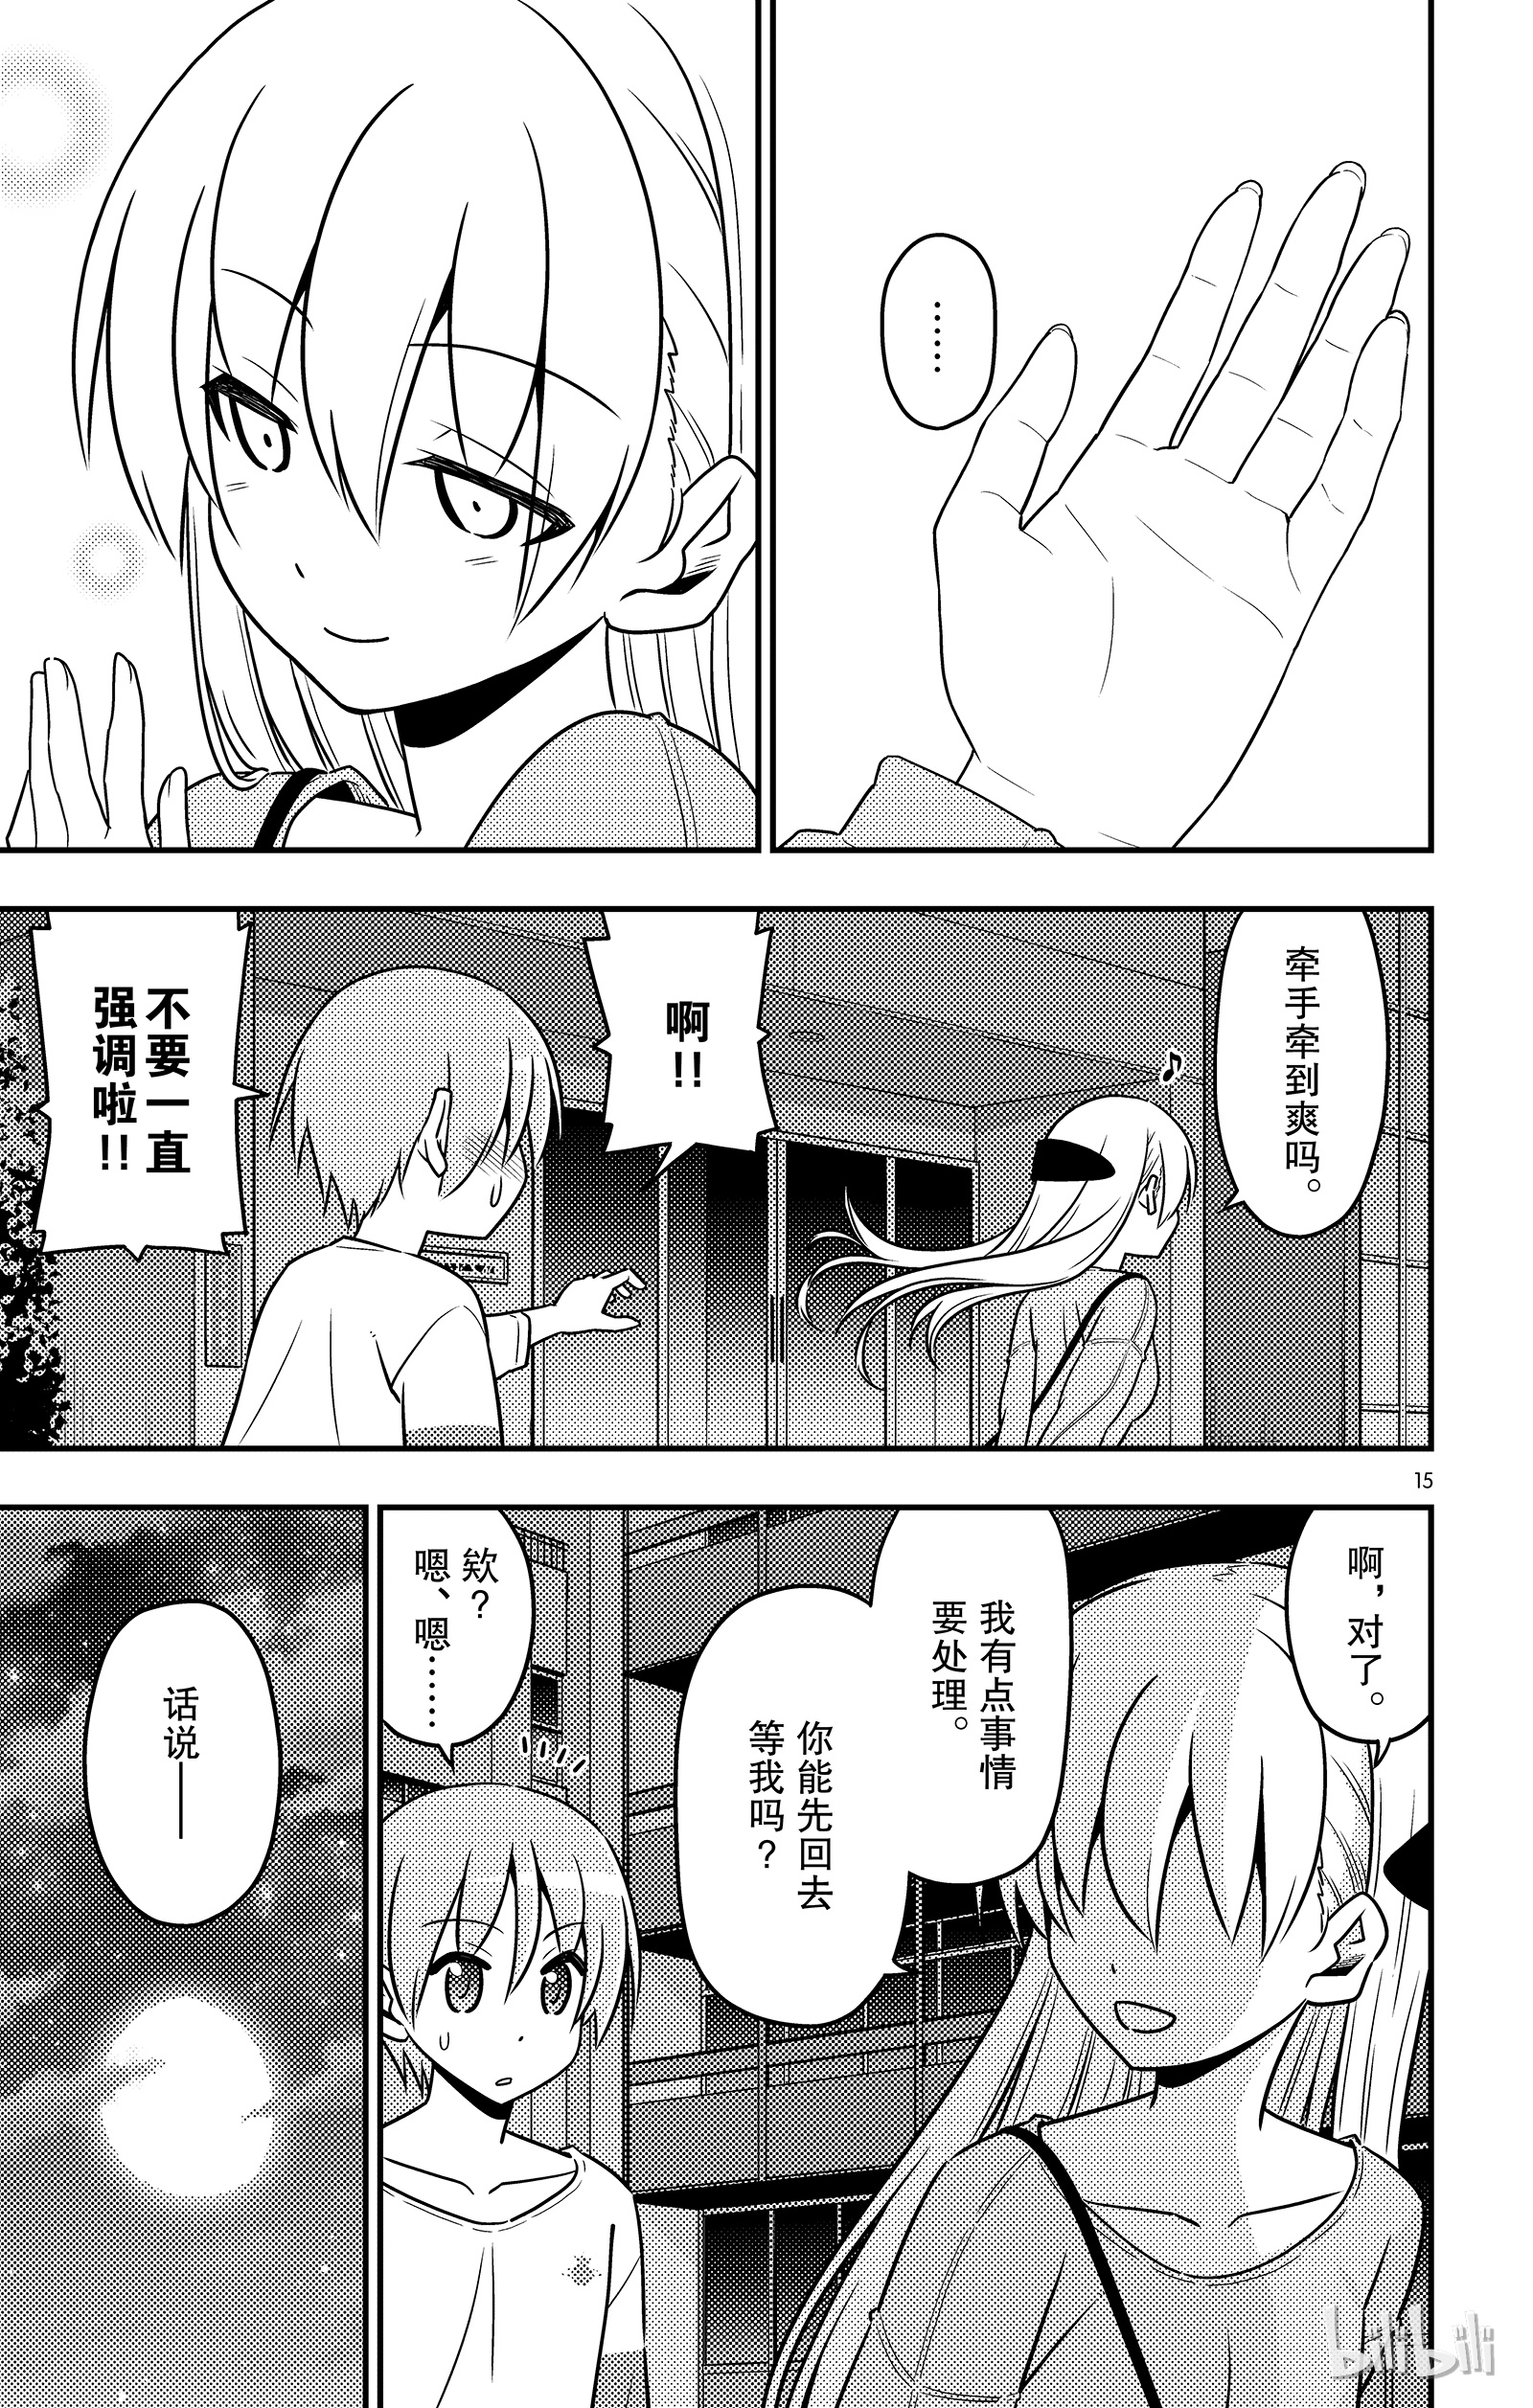 ……
牵手牵到爽吗。
啊!!
不要一直
强调啦!!
15
啊，对了。
我有点事情
要处理。
你能先回去
等我吗？
欸？
嗯、嗯……
话说——
bilibili